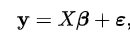 y = Xβ + ε,